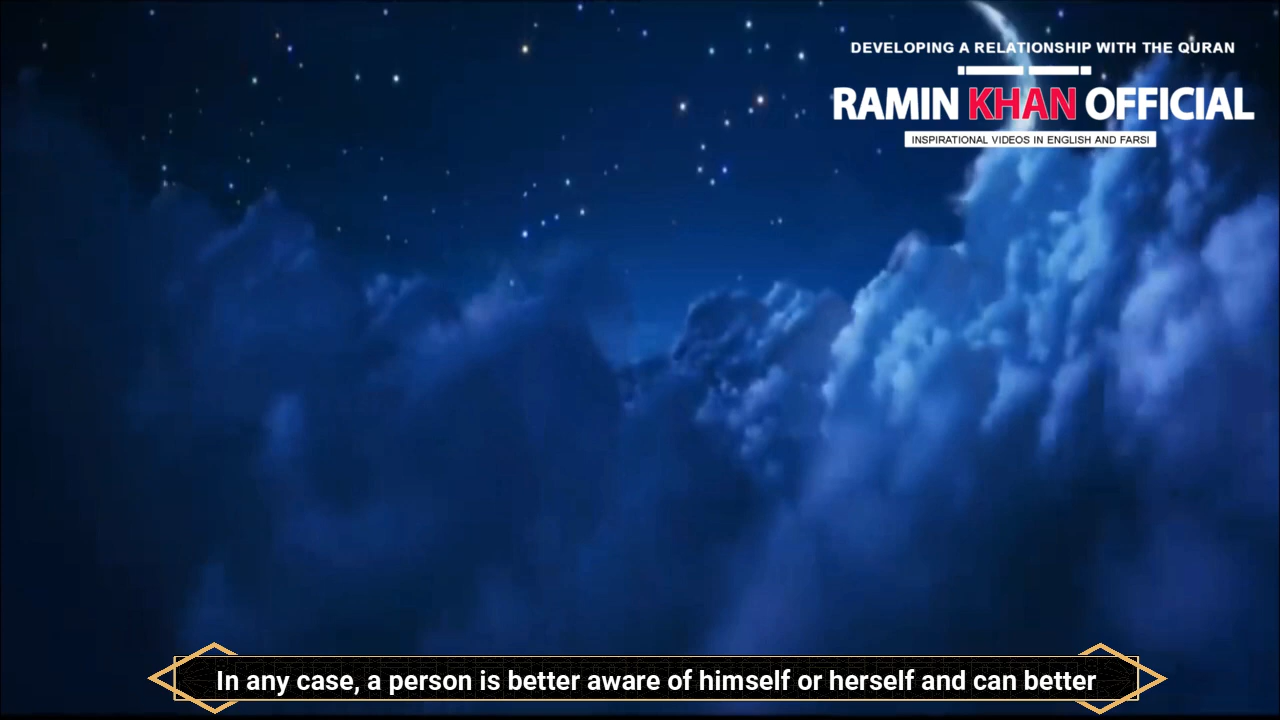 DEVELOPING A RELATIONSHIP WITH THE QURAN
RAMIN KHAN OFFICIAL
INSPIRATIONAL VIDEOS IN ENGLISH AND FARSI
In any case, a person is better aware of himself or herself and can better